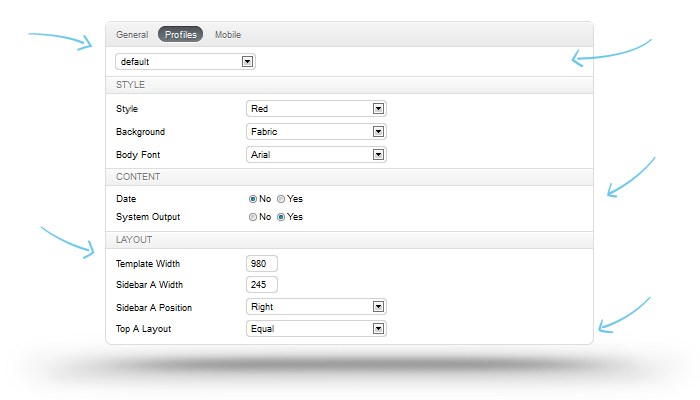 General Profiles Mobile
default
STYLE
Style Red
Background Fabric
Body Font Arial
CONTENT
Date No Yes
System Output No Yes
LAYOUT
Template Width 980
Sidebar A Width 245
Sidebar A Position Right
Top A Layout Equal